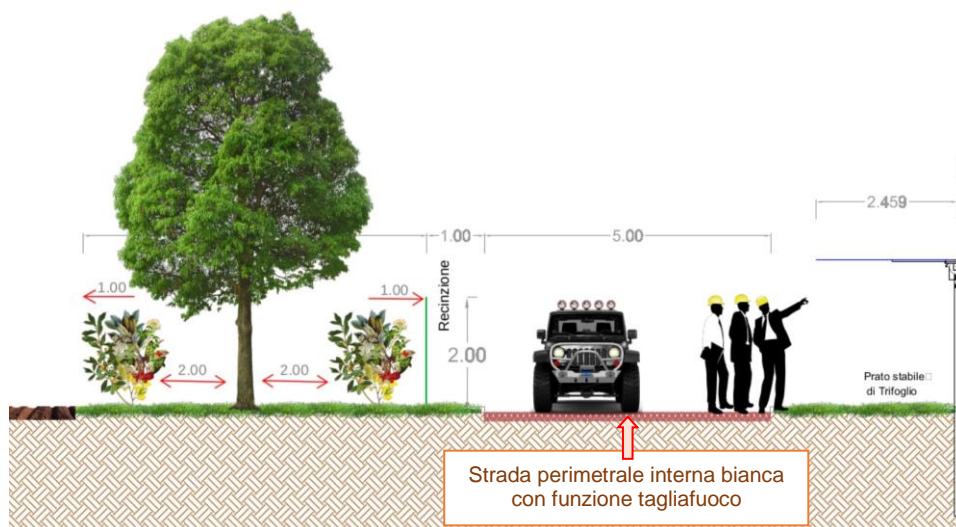 2.459
1.00
5.00
1.00
1.00
Recinzione
2.00
2.00
2.00
Prato stabile
di Trifoglio
Strada perimetrale interna bianca
con funzione tagliafuoco